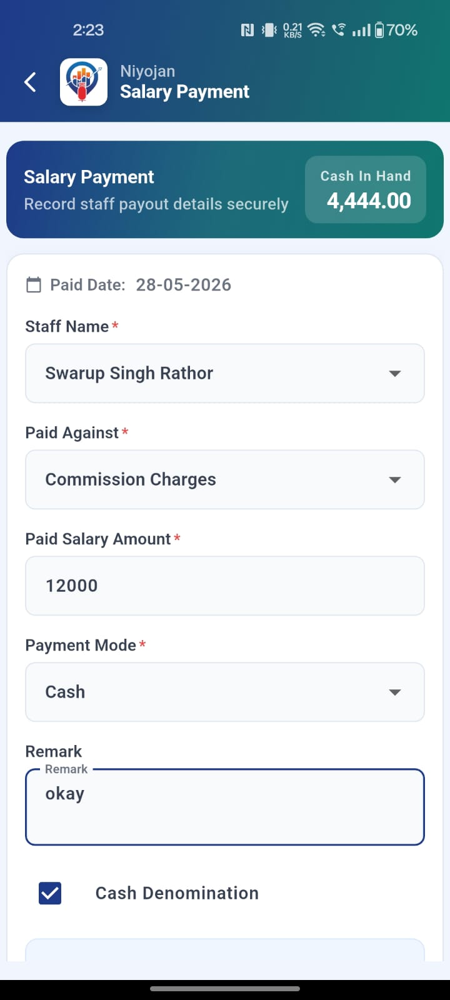 2:23
0.21 KB/S
70%
Niyojan
Salary Payment
Salary Payment
Record staff payout details securely
Cash In Hand
4,444.00
Paid Date: 28-05-2026
Staff Name *
Swarup Singh Rathor
Paid Against *
Commission Charges
Paid Salary Amount *
12000
Payment Mode *
Cash
Remark
Remark
okay
Cash Denomination